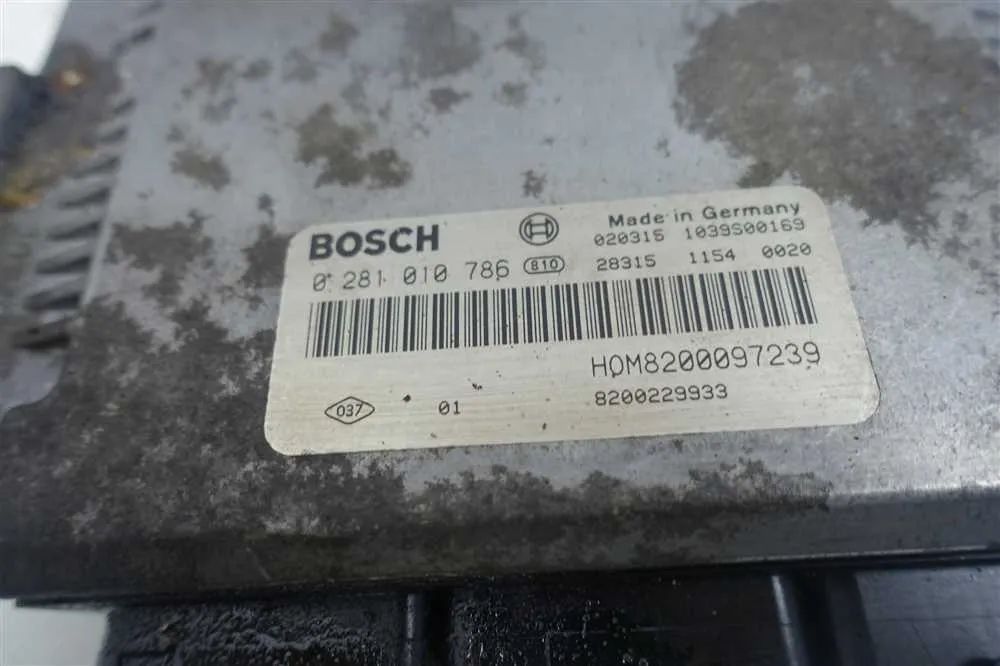 BOSCH
Made in Germany
020315 1039S00169
0 281 010 786 810 28315 1154 0020
HOM8200097239
037 01 8200229933